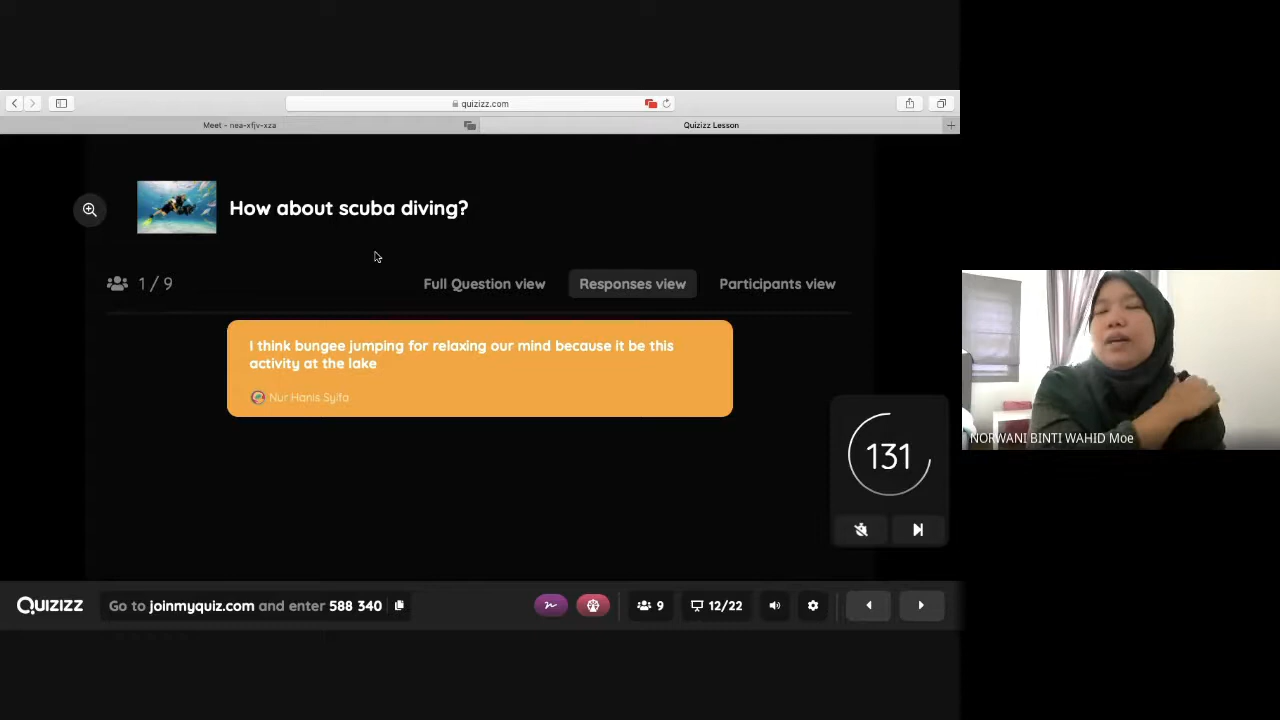 quizizz.com
Meet - nea-xfjv-xza
Quizizz Lesson
How about scuba diving?
1 / 9
Full Question view
Responses view
Participants view
I think bungee jumping for relaxing our mind because it be this
activity at the lake
Nur Hanis Syifa
131
NORWANI BINTI WAHID Moe
QUIZIZZ
Go to joinmyquiz.com and enter 588 340
9
12/22